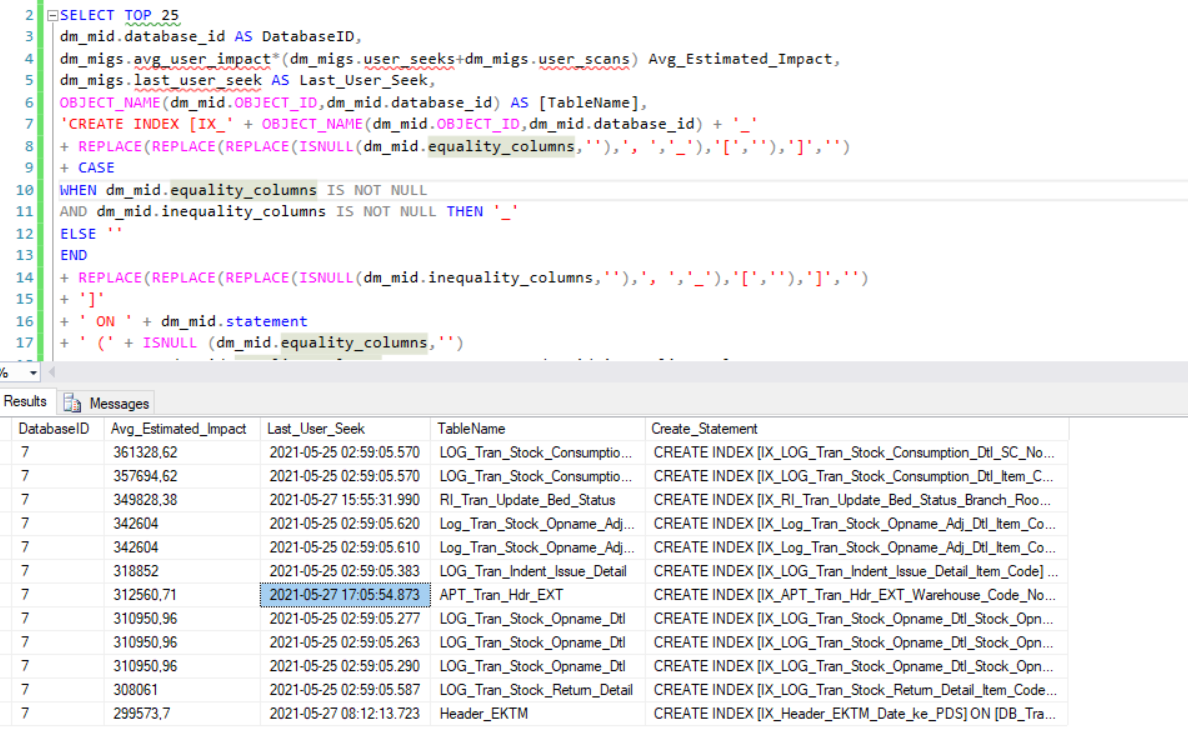 2 SELECT TOP 25
3 dm_mid.database_id AS DatabaseID,
4 dm_migs.avg_user_impact*(dm_migs.user_seeks+dm_migs.user_scans) Avg_Estimated_Impact,
5 dm_migs.last_user_seek AS Last_User_Seek,
6 OBJECT_NAME(dm_mid.OBJECT_ID,dm_mid.database_id) AS [TableName],
7 'CREATE INDEX [IX_' + OBJECT_NAME(dm_mid.OBJECT_ID,dm_mid.database_id) + '_'
8 + REPLACE(REPLACE(REPLACE(ISNULL(dm_mid.equality_columns,''),', ','_'),'[',''),']','')
9 + CASE
10 WHEN dm_mid.equality_columns IS NOT NULL
11 AND dm_mid.inequality_columns IS NOT NULL THEN '_'
12 ELSE ''
13 END
14 + REPLACE(REPLACE(REPLACE(ISNULL(dm_mid.inequality_columns,''),', ','_'),'[',''),']','')
15 + ']'
16 + ' ON ' + dm_mid.statement
17 + ' (' + ISNULL (dm_mid.equality_columns,'')
%
Results Messages
DatabaseID Avg_Estimated_Impact Last_User_Seek TableName Create_Statement
7 361328,62 2021-05-25 02:59:05.570 LOG_Tran_Stock_Consumptio... CREATE INDEX [IX_LOG_Tran_Stock_Consumption_Dtl_SC_No...
7 357694,62 2021-05-25 02:59:05.570 LOG_Tran_Stock_Consumptio... CREATE INDEX [IX_LOG_Tran_Stock_Consumption_Dtl_Item_C...
7 349828,38 2021-05-27 15:55:31.990 RI_Tran_Update_Bed_Status CREATE INDEX [IX_RI_Tran_Update_Bed_Status_Branch_Roo...
7 342604 2021-05-25 02:59:05.620 Log_Tran_Stock_Opname_Adj... CREATE INDEX [IX_Log_Tran_Stock_Opname_Adj_Dtl_Item_Co...
7 342604 2021-05-25 02:59:05.610 Log_Tran_Stock_Opname_Adj... CREATE INDEX [IX_Log_Tran_Stock_Opname_Adj_Dtl_Item_Co...
7 318852 2021-05-25 02:59:05.383 LOG_Tran_Indent_Issue_Detail CREATE INDEX [IX_LOG_Tran_Indent_Issue_Detail_Item_Code] ...
7 312560,71 2021-05-27 17:05:54.873 APT_Tran_Hdr_EXT CREATE INDEX [IX_APT_Tran_Hdr_EXT_Warehouse_Code_No...
7 310950,96 2021-05-25 02:59:05.277 LOG_Tran_Stock_Opname_Dtl CREATE INDEX [IX_LOG_Tran_Stock_Opname_Dtl_Stock_Opn...
7 310950,96 2021-05-25 02:59:05.263 LOG_Tran_Stock_Opname_Dtl CREATE INDEX [IX_LOG_Tran_Stock_Opname_Dtl_Stock_Opn...
7 310950,96 2021-05-25 02:59:05.290 LOG_Tran_Stock_Opname_Dtl CREATE INDEX [IX_LOG_Tran_Stock_Opname_Dtl_Stock_Opn...
7 308061 2021-05-25 02:59:05.587 LOG_Tran_Stock_Return_Detail CREATE INDEX [IX_LOG_Tran_Stock_Return_Detail_Item_Code...
7 299573,7 2021-05-27 08:12:13.723 Header_EKTM CREATE INDEX [IX_Header_EKTM_Date_ke_PDS] ON [DB_Tra...